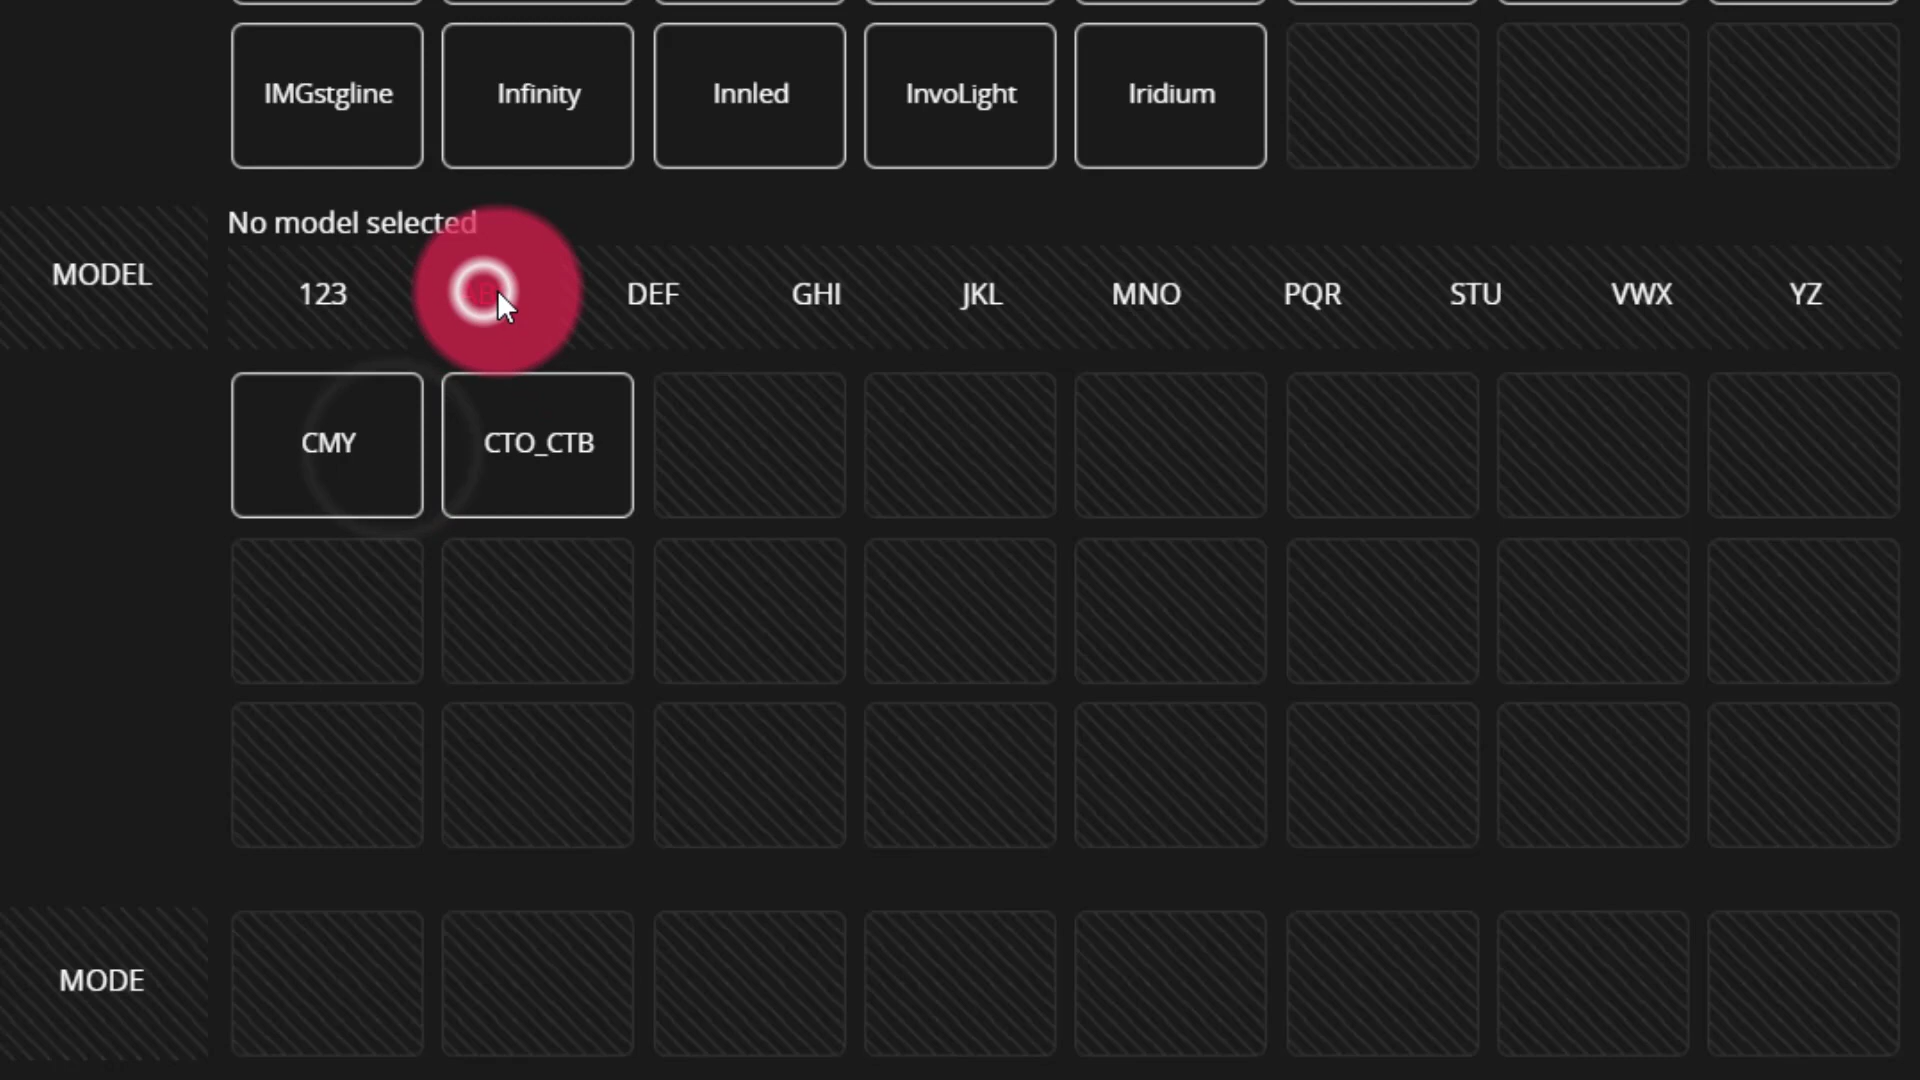 IMGstgline Infinity Innled InvoLight Iridium
No model selected
MODEL
123 DEF GHI JKL MNO PQR STU VWX YZ
CMY CTO_CTB
MODE